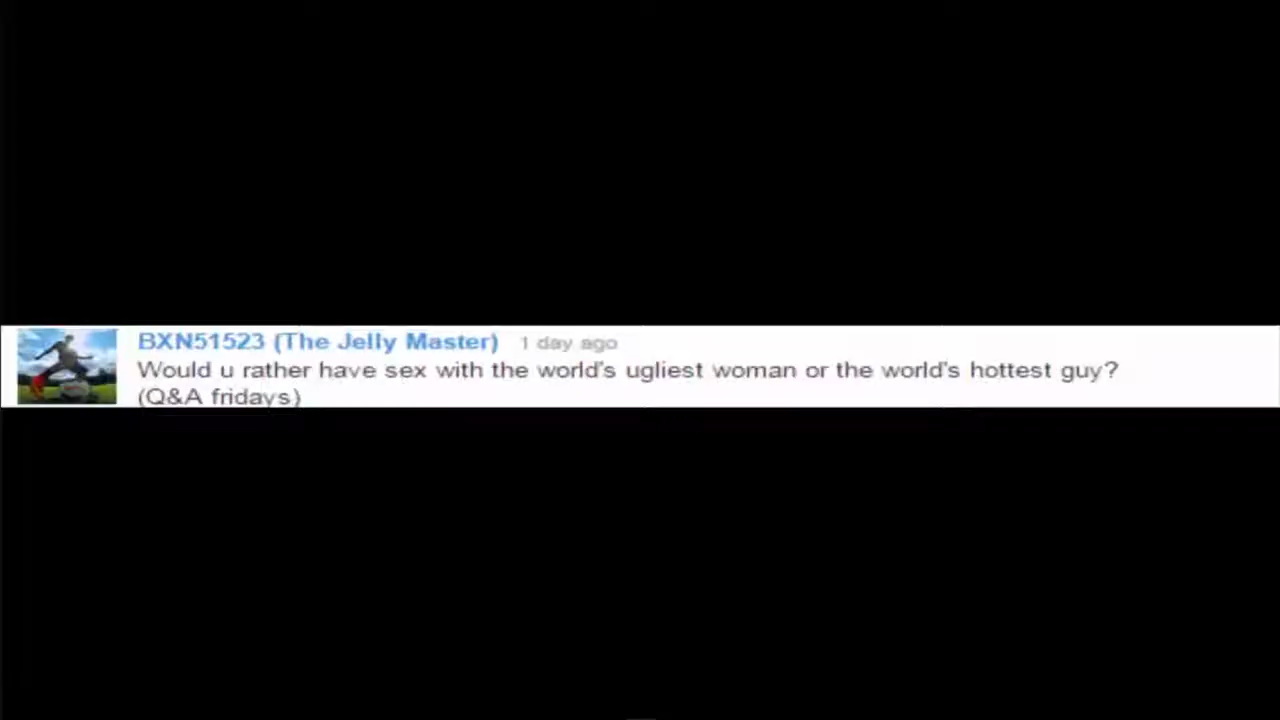 BXN51523 (The Jelly Master) 1 day ago
Would u rather have sex with the world's ugliest woman or the world's hottest guy?
(Q&A fridays)